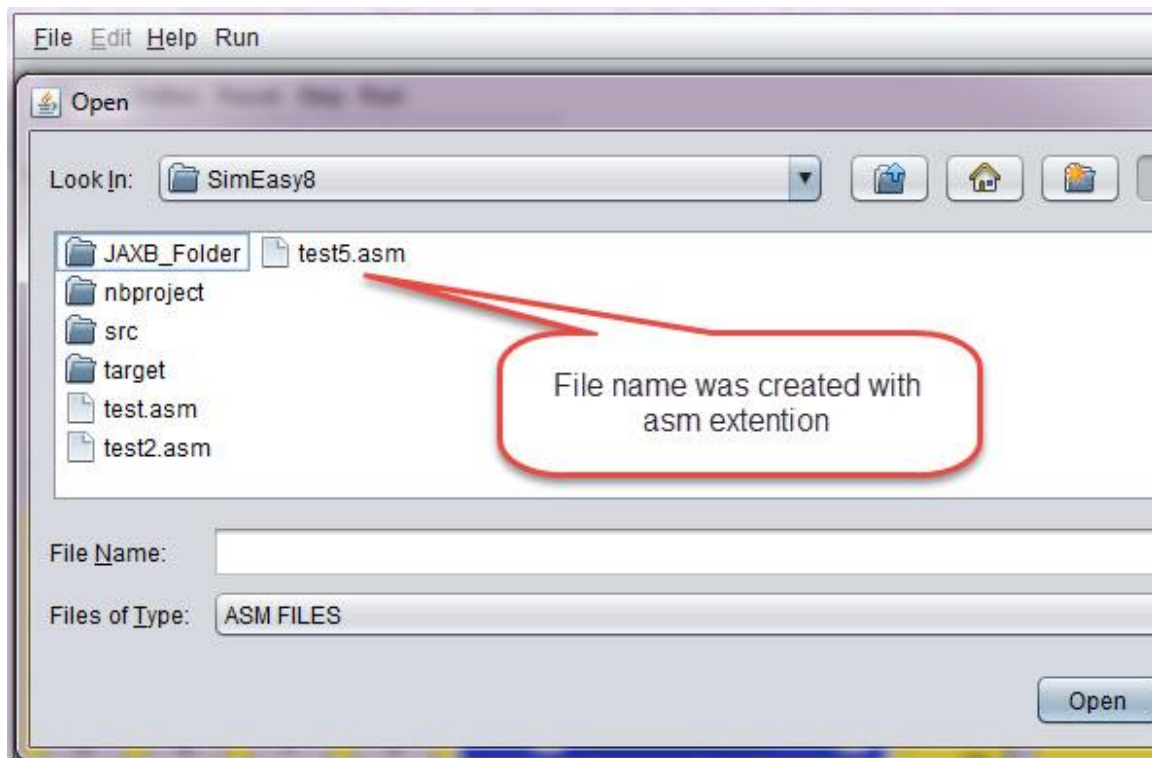 File Edit Help Run
Open
Look In: SimEasy8
JAXB_Folder test5.asm
nbproject
src
target
test.asm
test2.asm
File name was created with
asm extention
File Name:
Files of Type: ASM FILES
Open